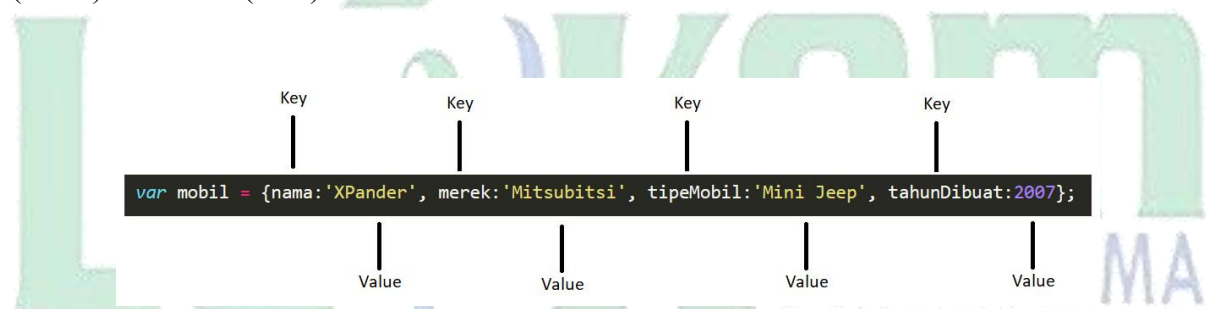 Key Key Key Key
var mobil = {nama:'XPander', merek:'Mitsubitsi', tipeMobil:'Mini Jeep', tahunDibuat:2007};
Value Value Value Value
MA